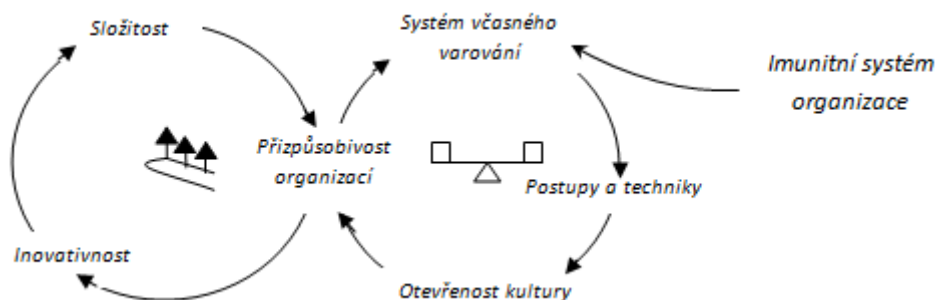 Složitost
Systém včasného
varování
Imunitní systém
organizace
Přizpůsobivost
organizací
Postupy a techniky
Inovativnost
Otevřenost kultury